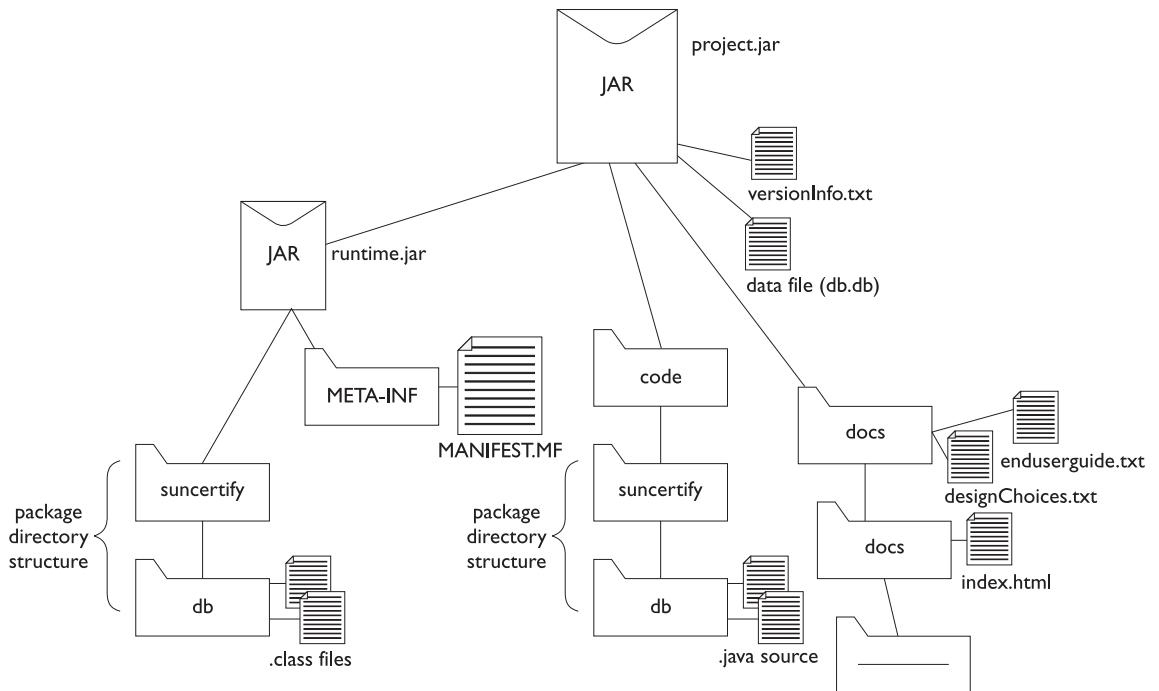 project.jar
JAR
versionInfo.txt
JAR
runtime.jar
data file (db.db)
code
META-INF
MANIFEST.MF
docs
enduserguide.txt
designChoices.txt
suncertify
package
directory
structure
suncertify
package
directory
structure
docs
index.html
db
.class files
db
.java source